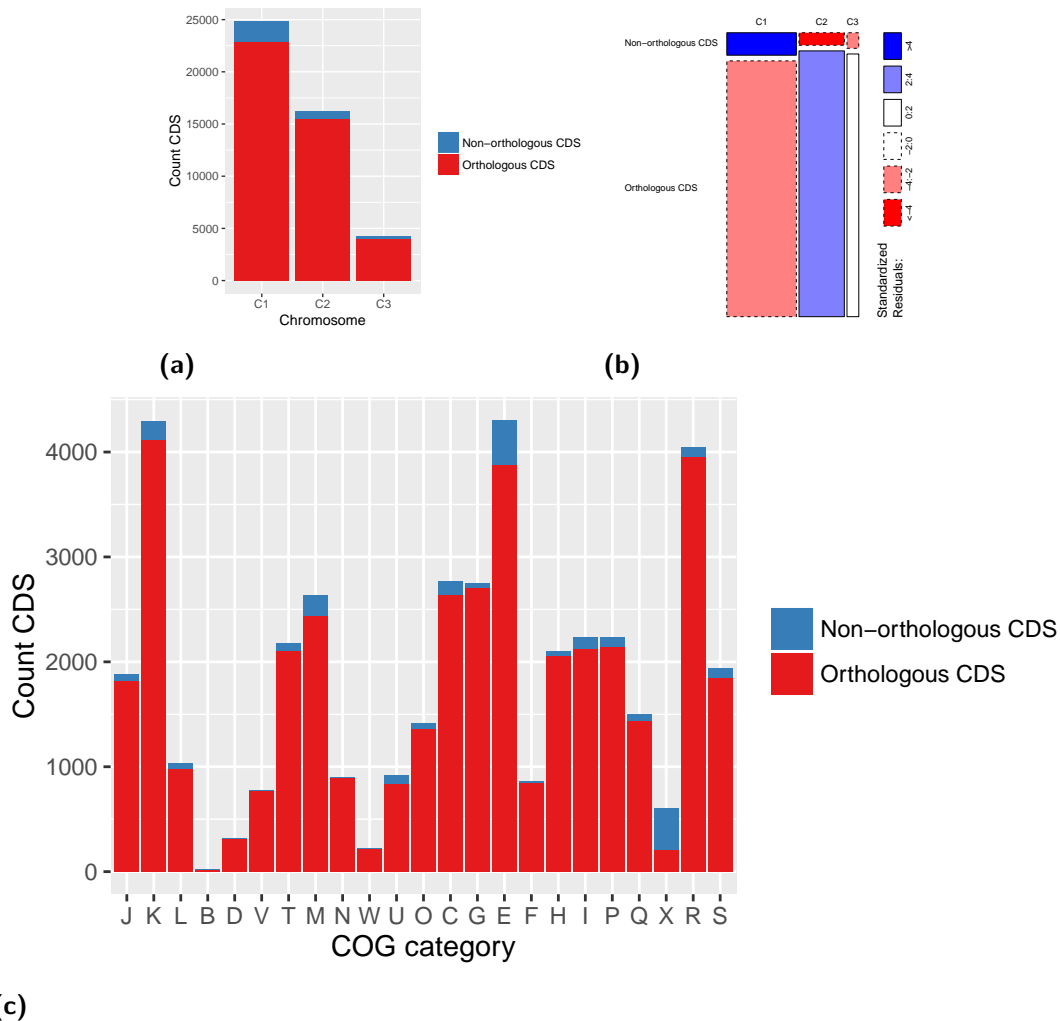 25000
20000
15000
10000
5000
0
Count CDS
C1 C2 C3
Chromosome
Non−orthologous CDS
Orthologous CDS
(a)
C1 C2 C3
Non−orthologous CDS
Orthologous CDS
Standardized
Residuals:
<−4
−4:−2
−2:0
0:2
2:4
>4
(b)
4000
3000
2000
1000
0
Count CDS
J K L B D V T M N W U O C G E F H I P Q X R S
COG category
Non−orthologous CDS
Orthologous CDS
(c)